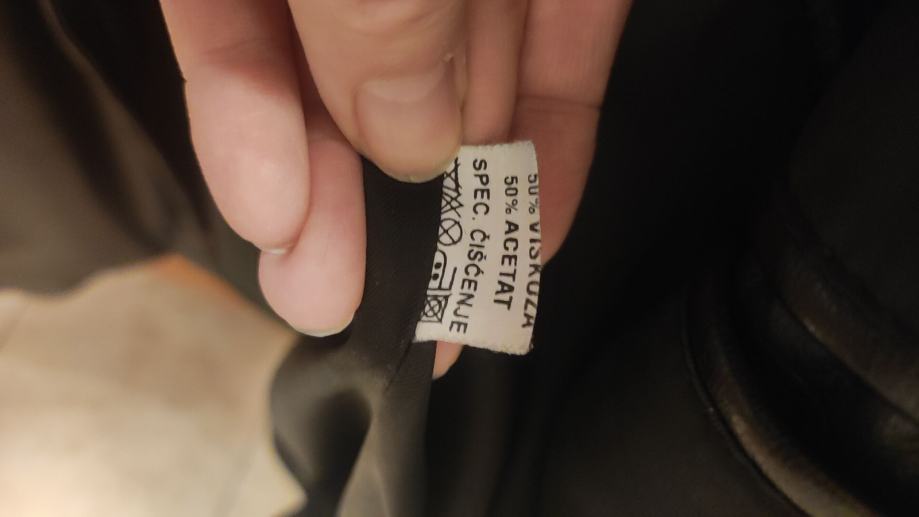 50% VISKOZA
50% ACETAT
SPEC. ČIŠĆENJE